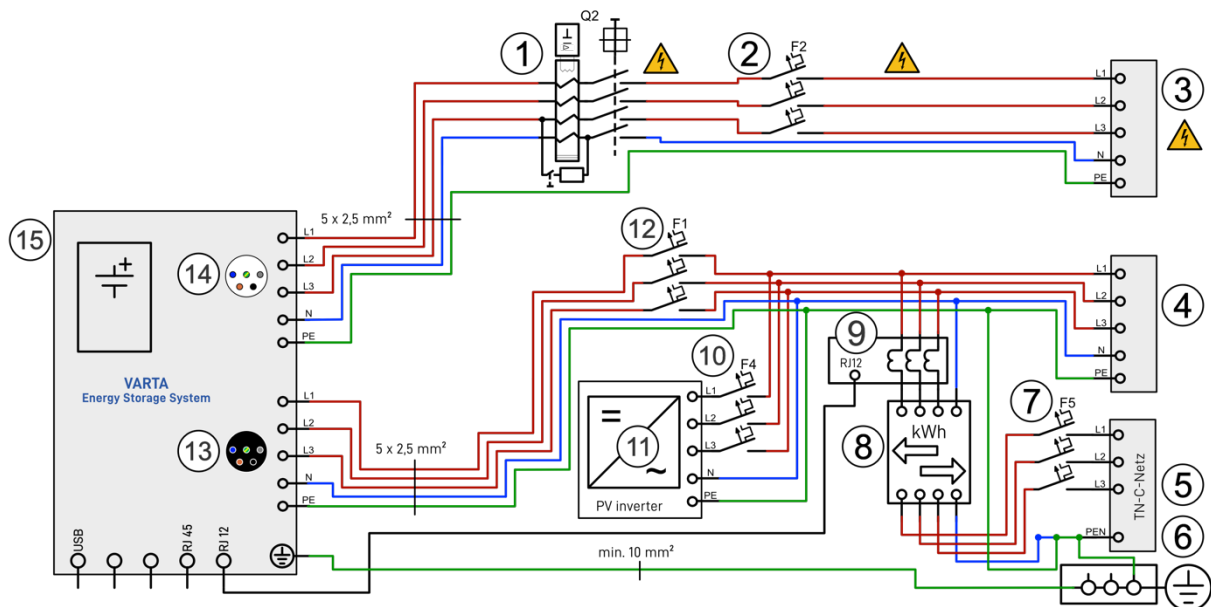 Q2
1
2
F2
L1
L2
L3
N
PE
3
15
5 x 2,5 mm²
14
L1
L2
L3
N
PE
VARTA
Energy Storage System
13
L1
L2
L3
N
PE
5 x 2,5 mm²
12
F1
L1
L2
L3
N
PE
4
9
RJ12
10
F4
L1
L2
L3
N
PE
11
PV inverter
kWh
8
7
F5
L1
L2
L3
PEN
TN-C-Netz
5
6
USB
RJ 45
RJ 12
min. 10 mm²